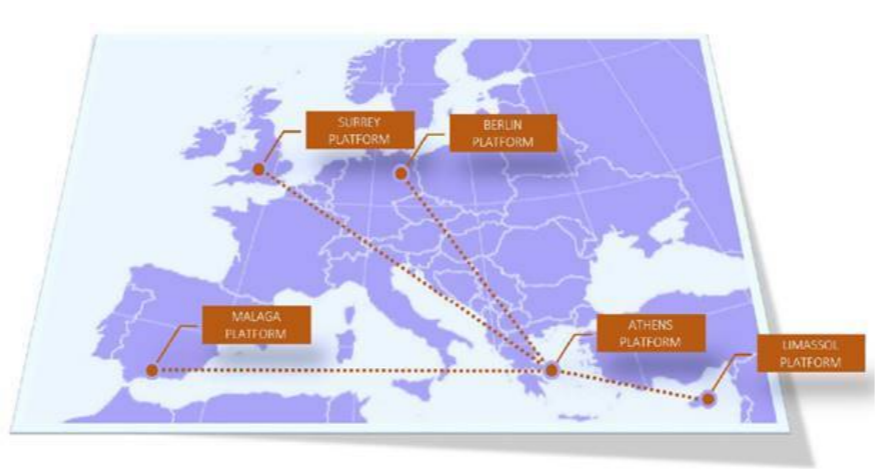 SURREY
PLATFORM
BERLIN
PLATFORM
MALAGA
PLATFORM
ATHENS
PLATFORM
LIMASSOL
PLATFORM